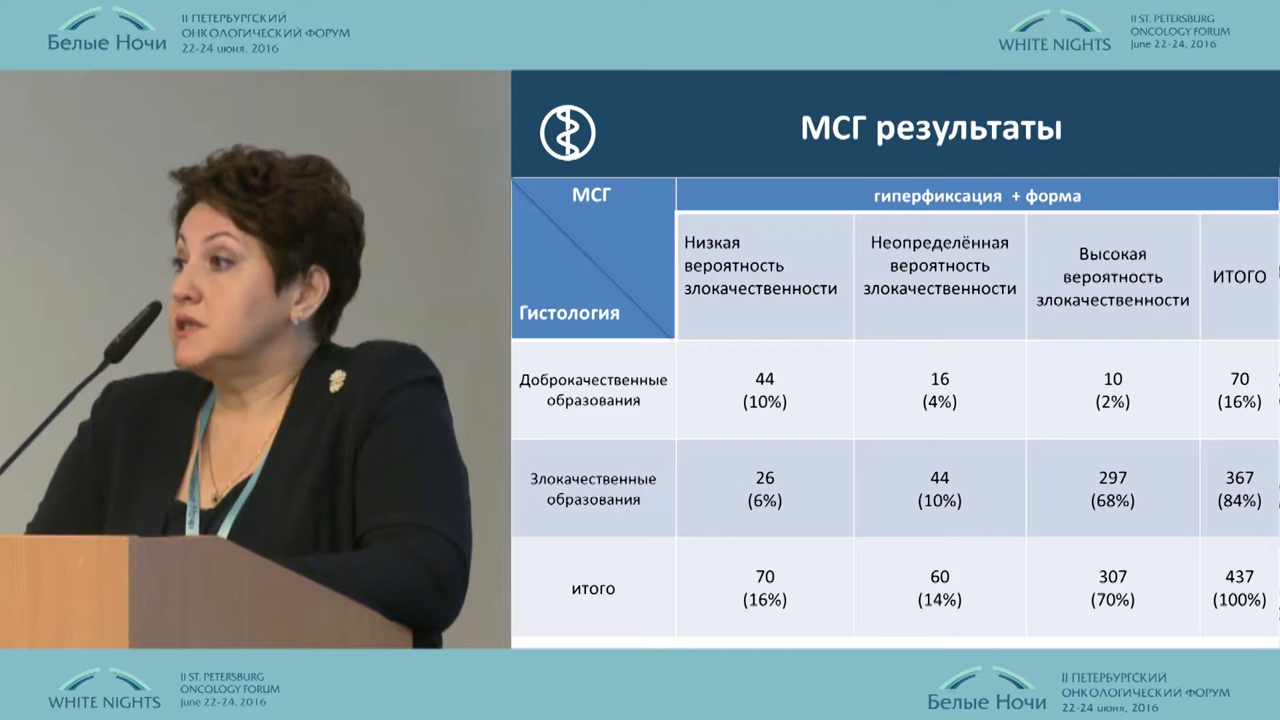 II ПЕТЕРБУРГСКИЙ
ОНКОЛОГИЧЕСКИЙ ФОРУМ
Белые Ночи
22-24 июня, 2016
II ST. PETERSBURG
ONCOLOGY FORUM
WHITE NIGHTS
June 22-24, 2016
МСГ результаты
МСГ
Гистология
гиперфиксация + форма
Низкая
вероятность
злокачественности
Неопределённая
вероятность
злокачественности
Высокая
вероятность
злокачественности
ИТОГО
Доброкачественные
образования
44
(10%)
16
(4%)
10
(2%)
70
(16%)
Злокачественные
образования
26
(6%)
44
(10%)
297
(68%)
367
(84%)
итого
70
(16%)
60
(14%)
307
(70%)
437
(100%)
II ST. PETERSBURG
ONCOLOGY FORUM
WHITE NIGHTS
June 22-24, 2016
II ПЕТЕРБУРГСКИЙ
ОНКОЛОГИЧЕСКИЙ ФОРУМ
Белые Ночи
22-24 июня, 2016